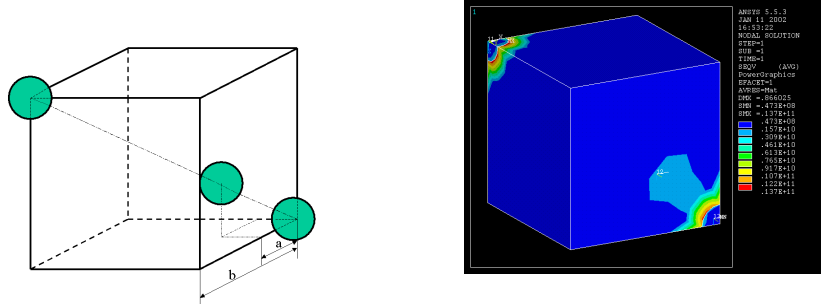 a
b
1
ANSYS 5.5.3
JAN 11 2002
16:53:22
NODAL SOLUTION
STEP=1
SUB =1
TIME=1
SEQV (AVG)
PowerGraphics
EFACET=1
AVRES=Mat
DMX =.866025
SMN =.473E+08
SMX =.137E+11
.473E+08
.157E+10
.309E+10
.461E+10
.613E+10
.765E+10
.917E+10
.107E+11
.122E+11
.137E+11